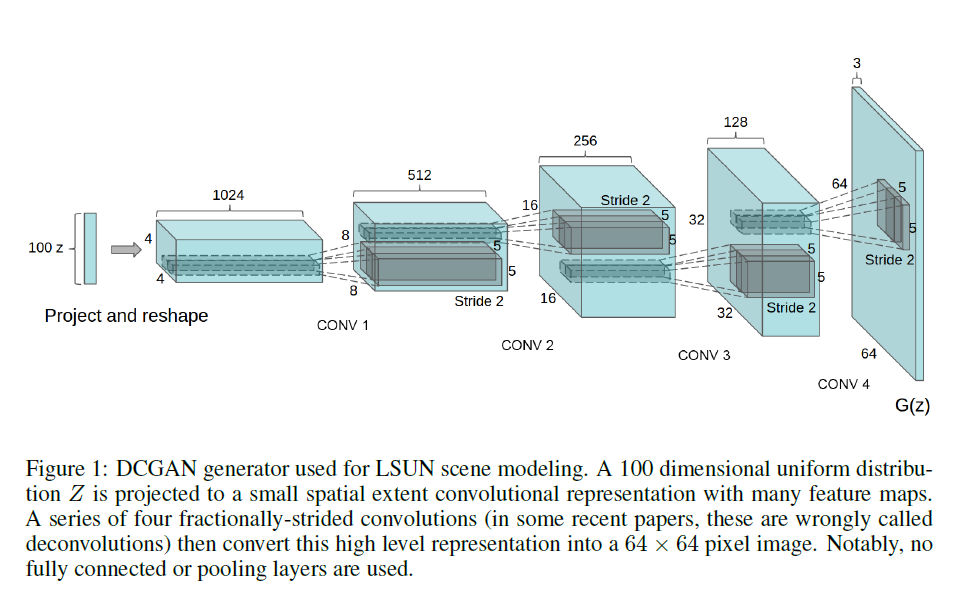 3
128
256
64
512
5
1024
16
Stride 2
5
32
5
8
4
5
100 z
5
5
Stride 2
4
5
5
8
16
32
Stride 2
Stride 2
Project and reshape
CONV 1
CONV 2
CONV 3
64
CONV 4
G(z)
Figure 1: DCGAN generator used for LSUN scene modeling. A 100 dimensional uniform distribu-
tion Z is projected to a small spatial extent convolutional representation with many feature maps.
A series of four fractionally-strided convolutions (in some recent papers, these are wrongly called
deconvolutions) then convert this high level representation into a 64 × 64 pixel image. Notably, no
fully connected or pooling layers are used.